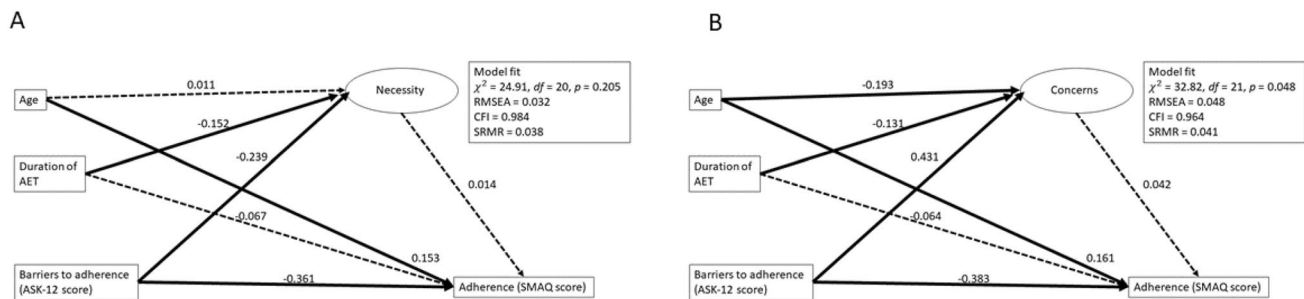 A
0.011
Necessity
Model fit
χ² = 24.91, df = 20, p = 0.205
RMSEA = 0.032
CFI = 0.984
SRMR = 0.038
Age
-0.152
-0.239
Duration of
AET
0.014
-0.067
0.153
Barriers to adherence
(ASK-12 score)
-0.361
Adherence (SMAQ score)
B
-0.193
Concerns
Model fit
χ² = 32.82, df = 21, p = 0.048
RMSEA = 0.048
CFI = 0.964
SRMR = 0.041
Age
-0.131
0.431
Duration of
AET
0.042
-0.064
0.161
Barriers to adherence
(ASK-12 score)
-0.383
Adherence (SMAQ score)